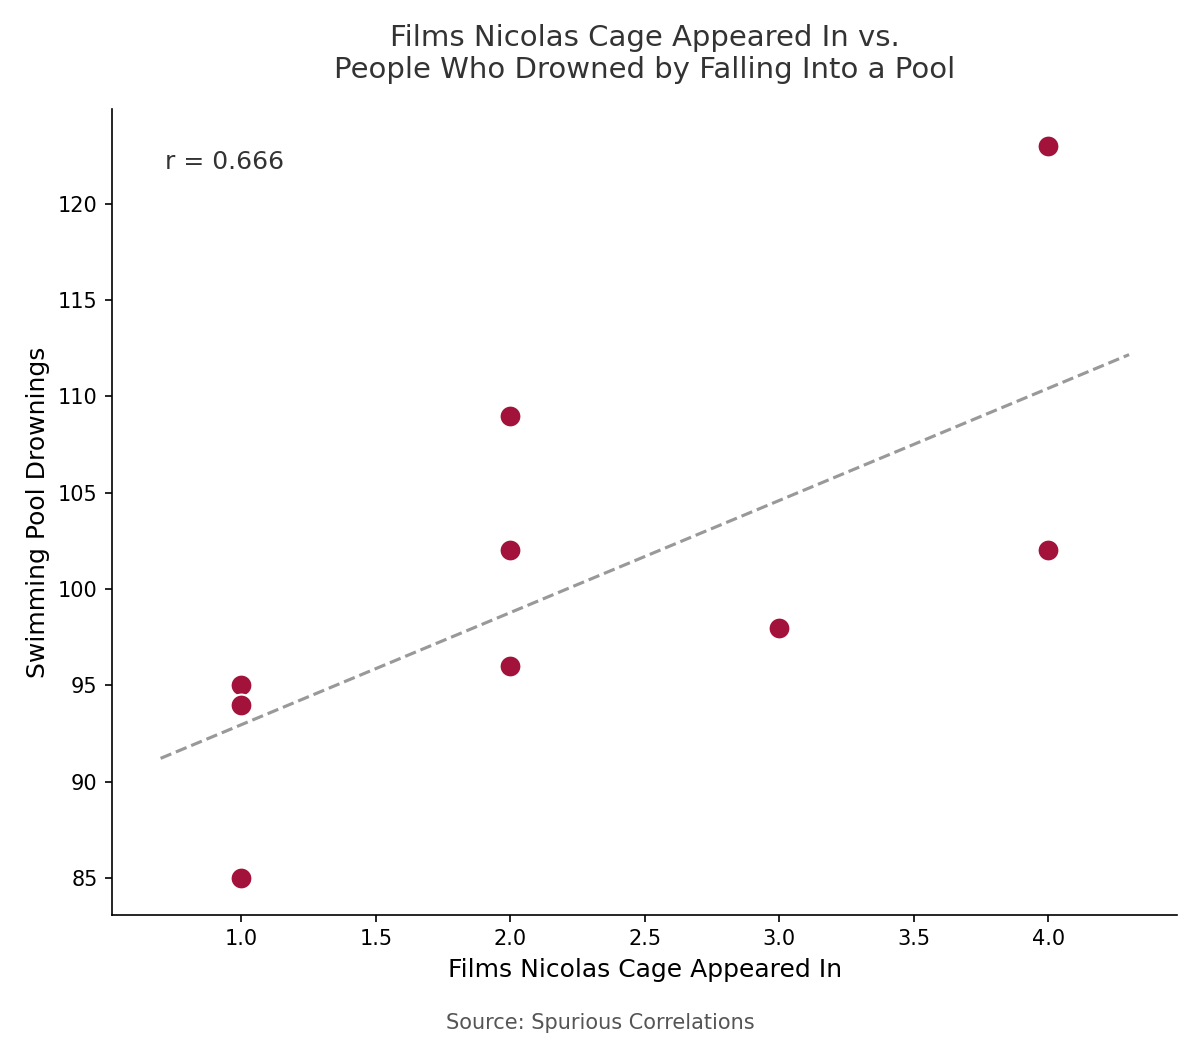 Films Nicolas Cage Appeared In vs.
People Who Drowned by Falling Into a Pool
r = 0.666
120
115
110
105
100
95
90
85
Swimming Pool Drownings
1.0 1.5 2.0 2.5 3.0 3.5 4.0
Films Nicolas Cage Appeared In
Source: Spurious Correlations